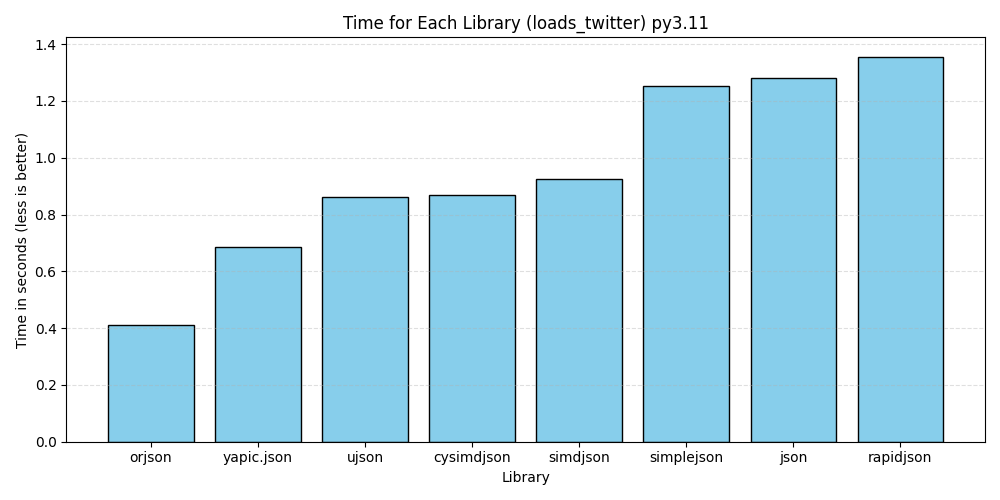 Time for Each Library (loads_twitter) py3.11
Time in seconds (less is better)
1.4
1.2
1.0
0.8
0.6
0.4
0.2
0.0
orjson yapic.json ujson cysimdjson simdjson simplejson json rapidjson
Library